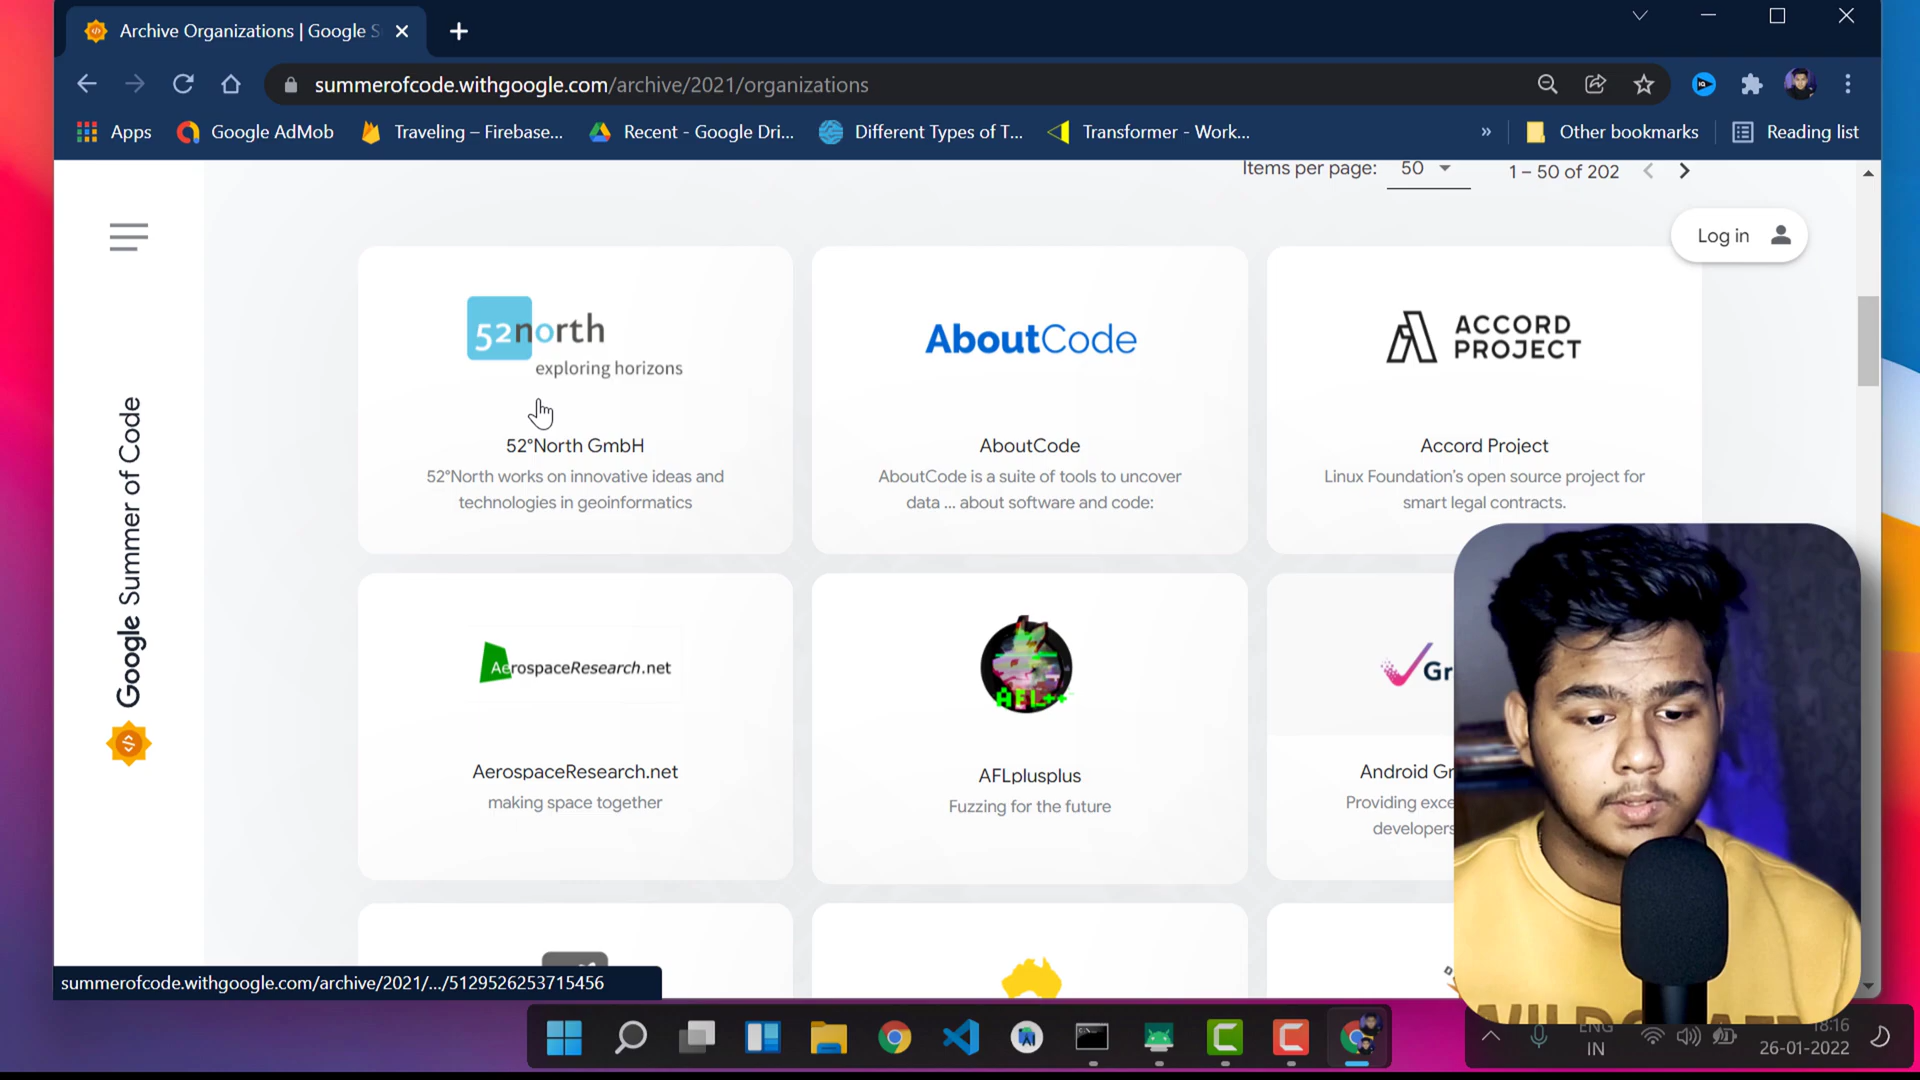 Archive Organizations | Google S
summerofcode.withgoogle.com/archive/2021/organizations
Apps
Google AdMob
Traveling – Firebase...
Recent - Google Dri...
Different Types of T...
Transformer - Work...
»
Other bookmarks
Reading list
Items per page:
50
1 – 50 of 202
Log in
Google Summer of Code
52north
exploring horizons
52°North GmbH
52°North works on innovative ideas and
technologies in geoinformatics
AboutCode
AboutCode
AboutCode is a suite of tools to uncover
data ... about software and code:
ACCORD
PROJECT
Accord Project
Linux Foundation's open source project for
smart legal contracts.
AerospaceResearch.net
AerospaceResearch.net
making space together
AFL++
AFLplusplus
Fuzzing for the future
Gr
Android Gr
Providing exce
developers
summerofcode.withgoogle.com/archive/2021/.../5129526253715456
ENG
IN
18:16
26-01-2022